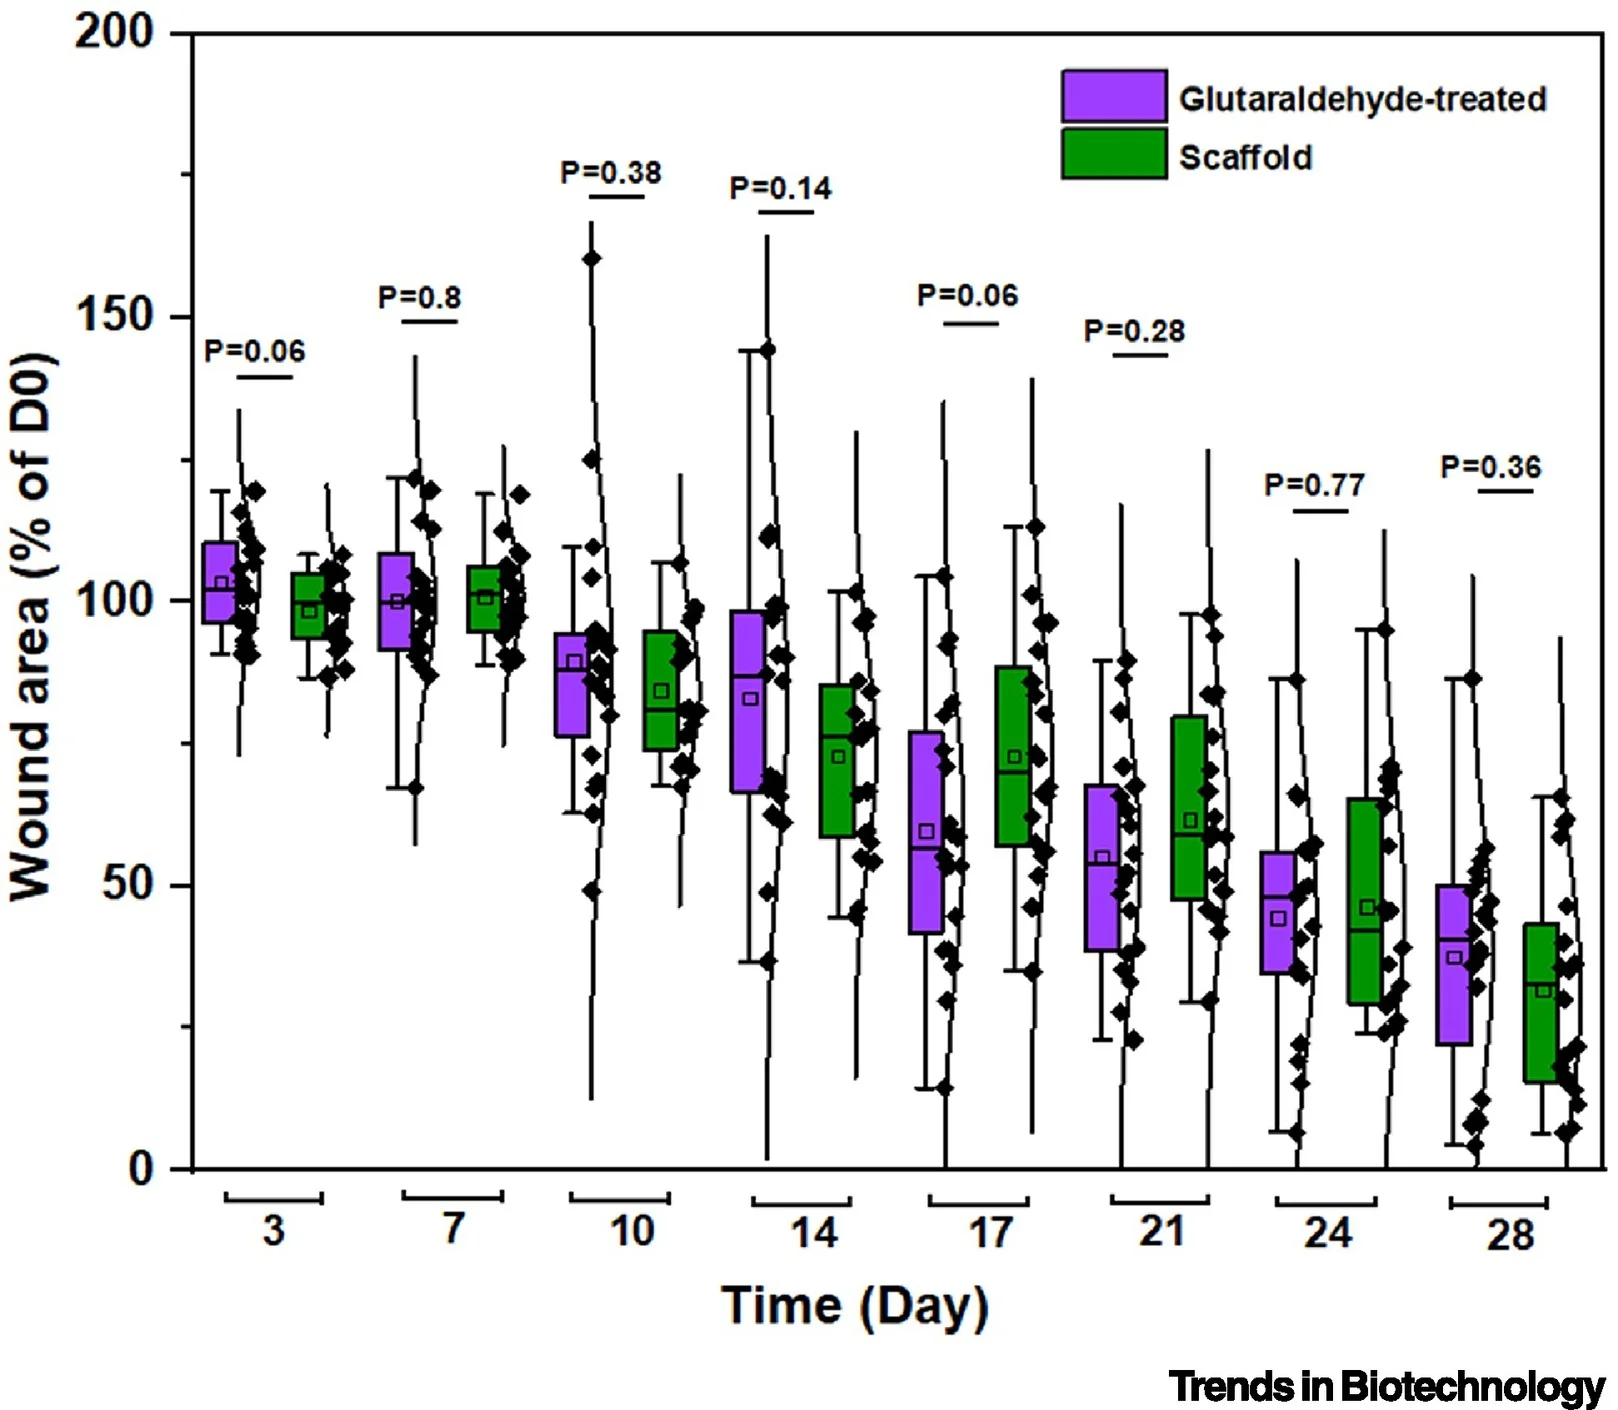 200
Glutaraldehyde-treated
Scaffold
P=0.38
P=0.14
150
P=0.8
P=0.06
P=0.06
P=0.28
P=0.77
P=0.36
100
50
0
Wound area (% of D0)
3 7 10 14 17 21 24 28
Time (Day)
Trends in Biotechnology